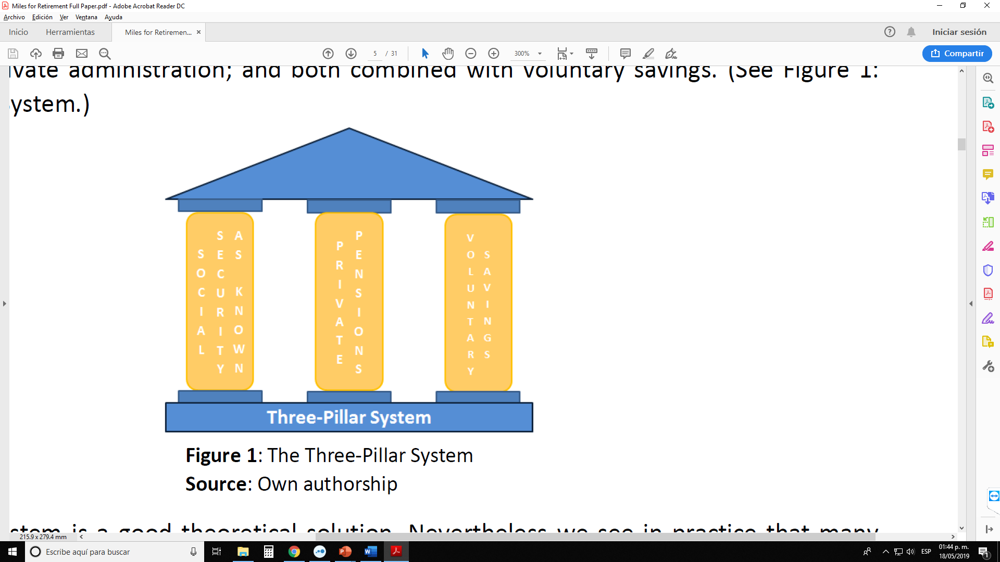 Miles for Retirement Full Paper.pdf - Adobe Acrobat Reader DC
Archivo Edición Ver Ventana Ayuda
Inicio Herramientas Miles for Retiremen... Iniciar sesión
5 / 31 300% Compartir
ivate administration; and both combined with voluntary savings. (See Figure 1:
ystem.)
SOCIAL SECURITY AS KNOWN
PRIVATE PENSIONS
VOLUNTARY SAVINGS
Three-Pillar System
Figure 1: The Three-Pillar System
Source: Own authorship
stem is a good theoretical solution. Nevertheless we see in practice that many
215.9 x 279.4 mm
Escribe aquí para buscar
ESP
01:44 p. m.
18/05/2019
1